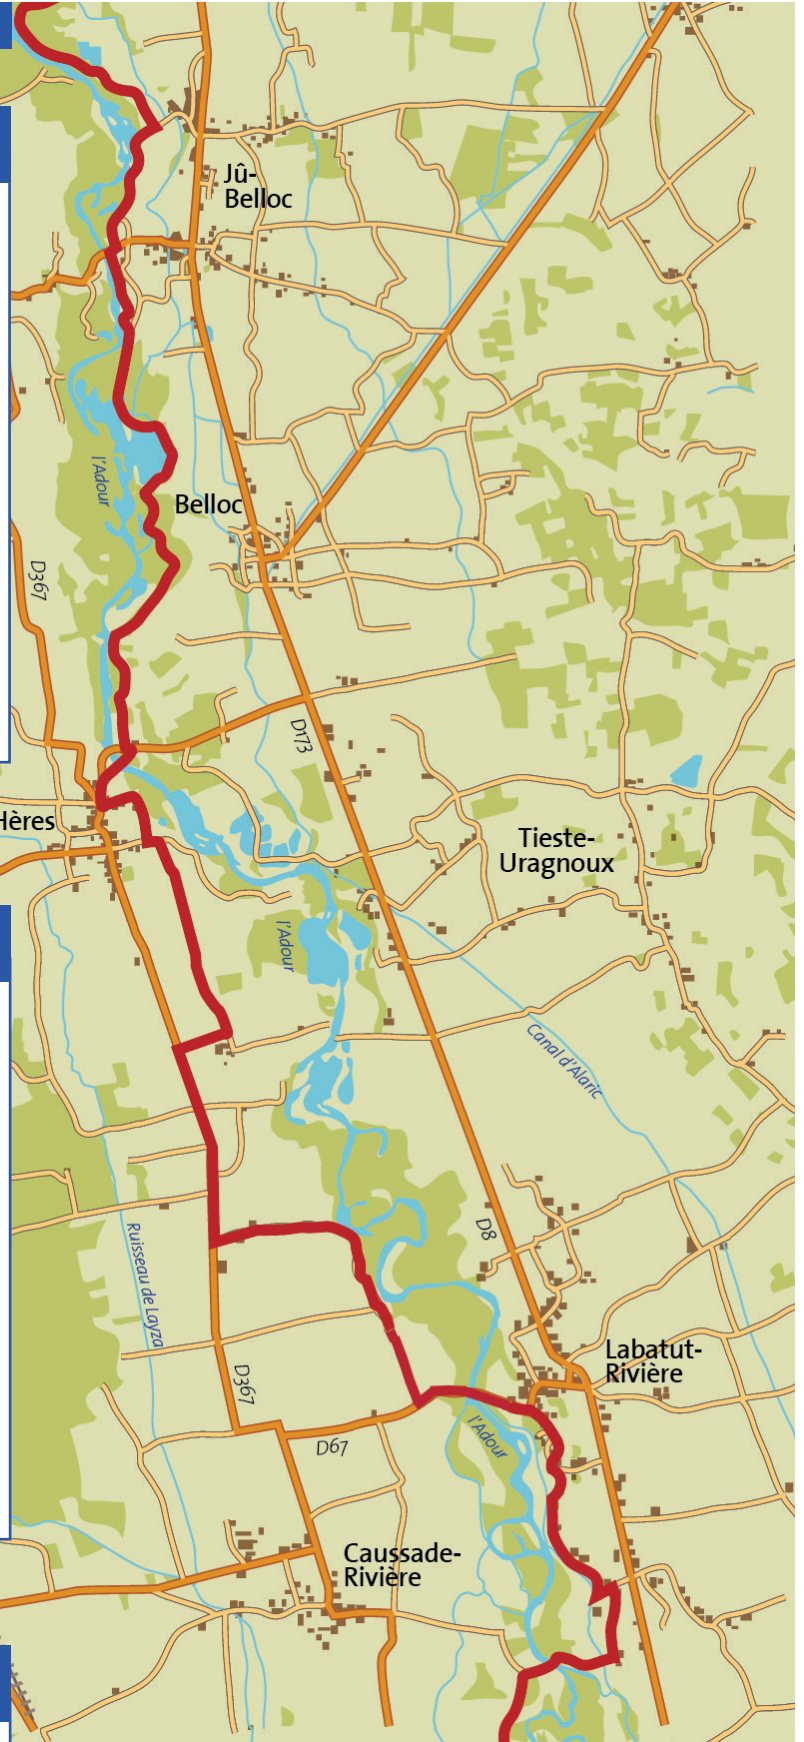 Jû-
Belloc
l'Adour
Belloc
D367
D173
Hères
Tieste-
Uragnoux
l'Adour
Canal d'Alaric
D8
Ruisseau de Layza
Labatut-
Rivière
D367
l'Adour
D67
Caussade-
Rivière